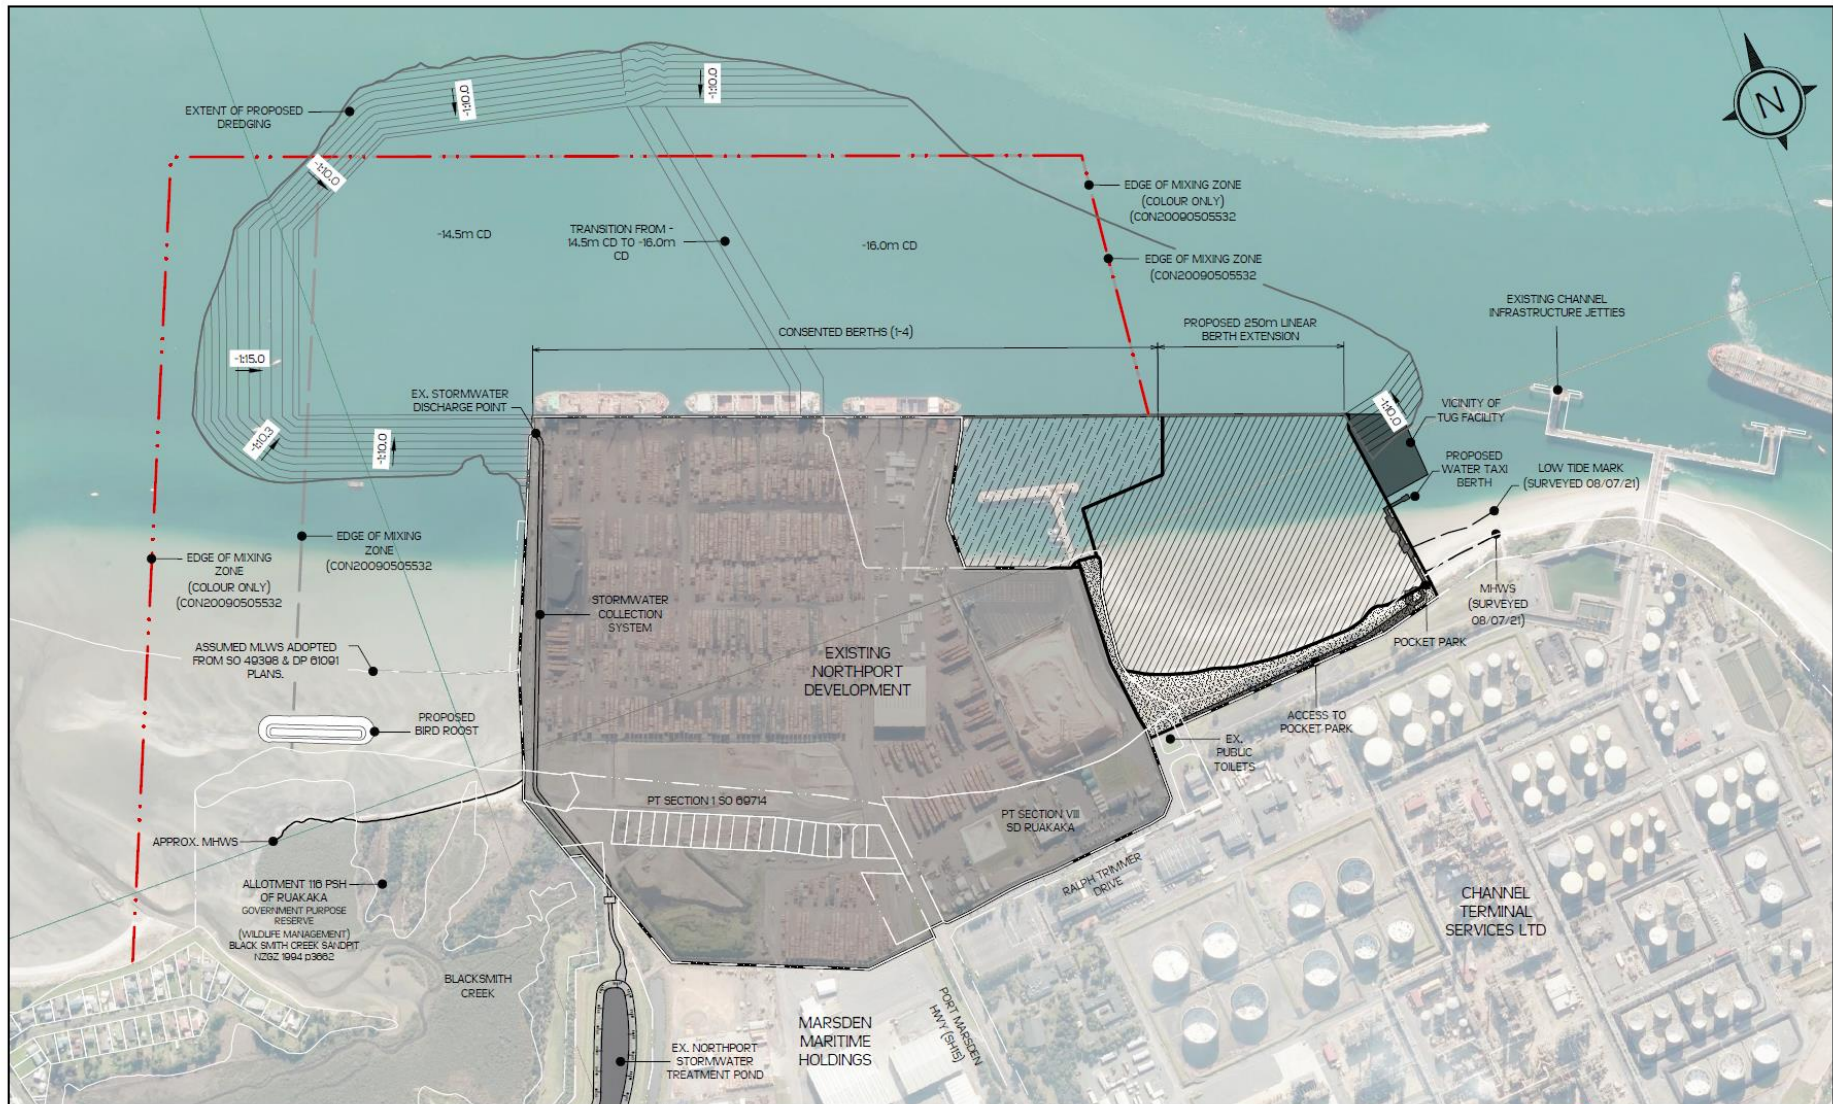 EXTENT OF PROPOSED
DREDGING
-1:10.0
-1:10.0
-1:10.0
N
-14.5m CD
TRANSITION FROM -
14.5m CD TO -16.0m
CD
-16.0m CD
EDGE OF MIXING ZONE
(COLOUR ONLY)
(CON20090505532
EDGE OF MIXING ZONE
(CON20090505532
EXISTING CHANNEL
INFRASTRUCTURE JETTIES
CONSENTED BERTHS (1-4)
PROPOSED 250m LINEAR
BERTH EXTENSION
-1:15.0
EX. STORMWATER
DISCHARGE POINT
-1:10.3
-1:10.0
-1:10.0
VICINITY OF
TUG FACILITY
PROPOSED
WATER TAXI
BERTH
LOW TIDE MARK
(SURVEYED 08/07/21)
EDGE OF MIXING
ZONE
(COLOUR ONLY)
(CON20090505532
EDGE OF MIXING
ZONE
(CON20090505532
STORMWATER
COLLECTION
SYSTEM
MHWS
(SURVEYED
08/07/21)
POCKET PARK
ASSUMED MLWS ADOPTED
FROM SO 49398 & DP 61091
PLANS.
EXISTING
NORTHPORT
DEVELOPMENT
PROPOSED
BIRD ROOST
ACCESS TO
POCKET PARK
EX.
PUBLIC
TOILETS
PT SECTION 1 SO 69714
PT SECTION VIII
SD RUAKAKA
APPROX. MHWS
ALLOTMENT 116 PSH
OF RUAKAKA
GOVERNMENT PURPOSE
RESERVE
(WILDLIFE MANAGEMENT)
BLACK SMITH CREEK SANDPIT
NZGZ 1994 p3662
RALPH TRIMMER
DRIVE
CHANNEL
TERMINAL
SERVICES LTD
BLACKSMITH
CREEK
PORT MARSDEN
HWY (SH15)
MARSDEN
MARITIME
HOLDINGS
EX. NORTHPORT
STORMWATER
TREATMENT POND